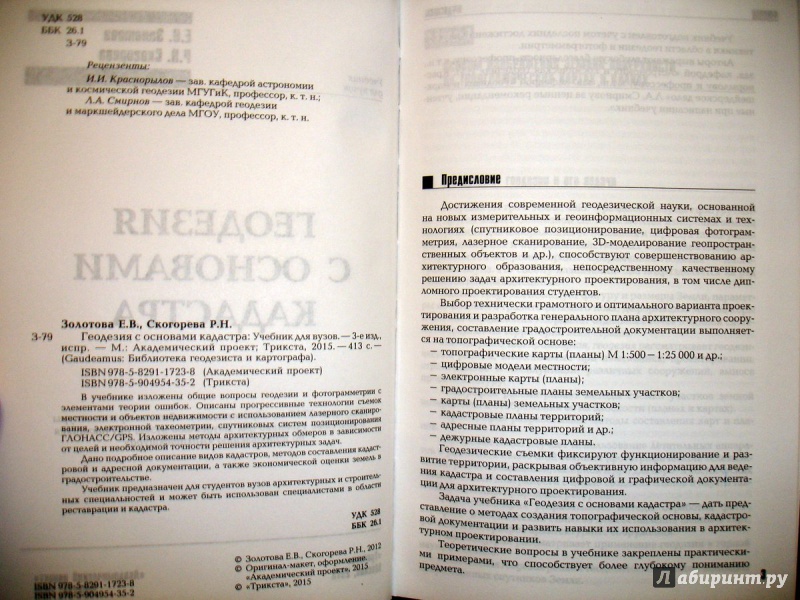 УДК 528
ББК 26.1
З-79
Рецензенты:
И.И. Краснорылов — зав. кафедрой астрономии
и космической геодезии МГУГиК, профессор, к. т. н.;
Л.А. Смирнов — зав. кафедрой геодезии
и маркшейдерского дела МГОУ, профессор, к. т. н.
Золотова Е.В., Скогорева Р.Н.
З-79 Геодезия с основами кадастра: Учебник для вузов. — 3-е изд.,
испр. — М.: Академический проект; Трикста, 2015. — 413 с. —
(Gaudeamus: Библиотека геодезиста и картографа).
ISBN 978-5-8291-1723-8 (Академический проект)
ISBN 978-5-904954-35-2 (Трикста)
В учебнике изложены общие вопросы геодезии и фотограмметрии с
элементами теории ошибок. Описаны прогрессивные технологии съемок
местности и объектов недвижимости с использованием лазерного сканиро-
вания, электронной тахеометрии, спутниковых систем позиционирования
ГЛОНАСС/GPS. Изложены методы архитектурных обмеров в зависимости
от целей и необходимой точности решения архитектурных задач.
Дано подробное описание видов кадастров, методов составления кадаст-
ровой и адресной документации, а также экономической оценки земель в
градостроительстве.
Учебник предназначен для студентов вузов архитектурных и строитель-
ных специальностей и может быть использован специалистами в области
реставрации и кадастра.
УДК 528
ББК 26.1
© Золотова Е.В., Скогорева Р.Н., 2012
© Оригинал-макет, оформление.
«Академический проект», 2015
© «Трикста», 2015
ISBN 978-5-8291-1723-8
ISBN 978-5-904954-35-2
Предисловие
Достижения современной геодезической науки, основанной
на новых измерительных и геоинформационных системах и тех-
нологиях (спутниковое позиционирование, цифровая фотограм-
метрия, лазерное сканирование, 3D-моделирование геопростран-
ственных объектов и др.), способствуют совершенствованию ар-
хитектурного образования, непосредственному качественному
решению задач архитектурного проектирования, в том числе ди-
пломного проектирования студентов.
Выбор технически грамотного и оптимального варианта проек-
тирования и разработка генерального плана архитектурного соору-
жения, составление градостроительной документации выполняет-
ся на топографической основе:
— топографические карты (планы) М 1:500 — 1:25 000 и др.;
— цифровые модели местности;
— электронные карты (планы);
— градостроительные планы земельных участков;
— карты (планы) земельных участков;
— кадастровые планы территорий;
— адресные планы территорий и др.;
— дежурные кадастровые планы.
Геодезические съемки фиксируют функционирование и раз-
витие территории, раскрывая объективную информацию для веде-
ния кадастра и составления цифровой и графической документа-
ции для архитектурного проектирования.
Задача учебника «Геодезия с основами кадастра» — дать пред-
ставление о методах создания топографической основы, кадастро-
вой документации и развить навыки их использования в архитек-
турном проектировании.
Теоретические вопросы в учебнике закреплены практически-
ми примерами, что способствует более глубокому пониманию
предмета.
Лабиринт.ру